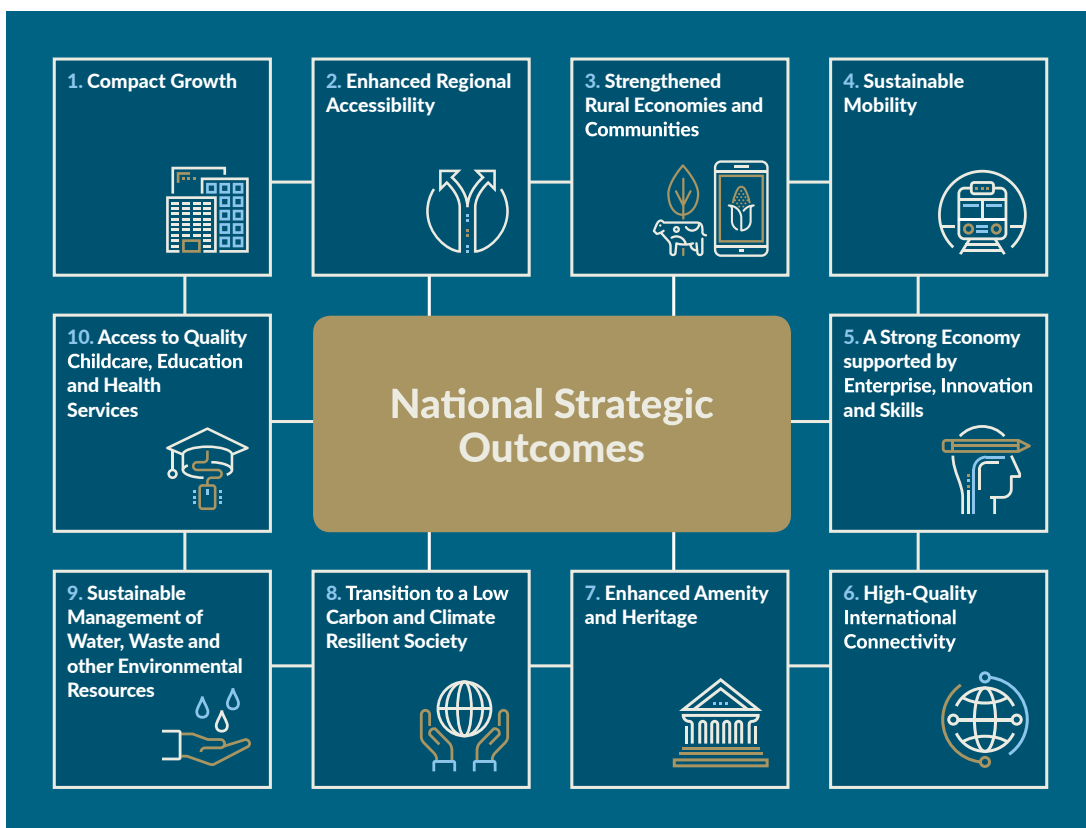 1. Compact Growth
2. Enhanced Regional
Accessibility
3. Strengthened
Rural Economies and
Communities
4. Sustainable
Mobility
10. Access to Quality
Childcare, Education
and Health
Services
National Strategic
Outcomes
5. A Strong Economy
supported by
Enterprise, Innovation
and Skills
9. Sustainable
Management of
Water, Waste and
other Environmental
Resources
8. Transition to a Low
Carbon and Climate
Resilient Society
7. Enhanced Amenity
and Heritage
6. High-Quality
International
Connectivity